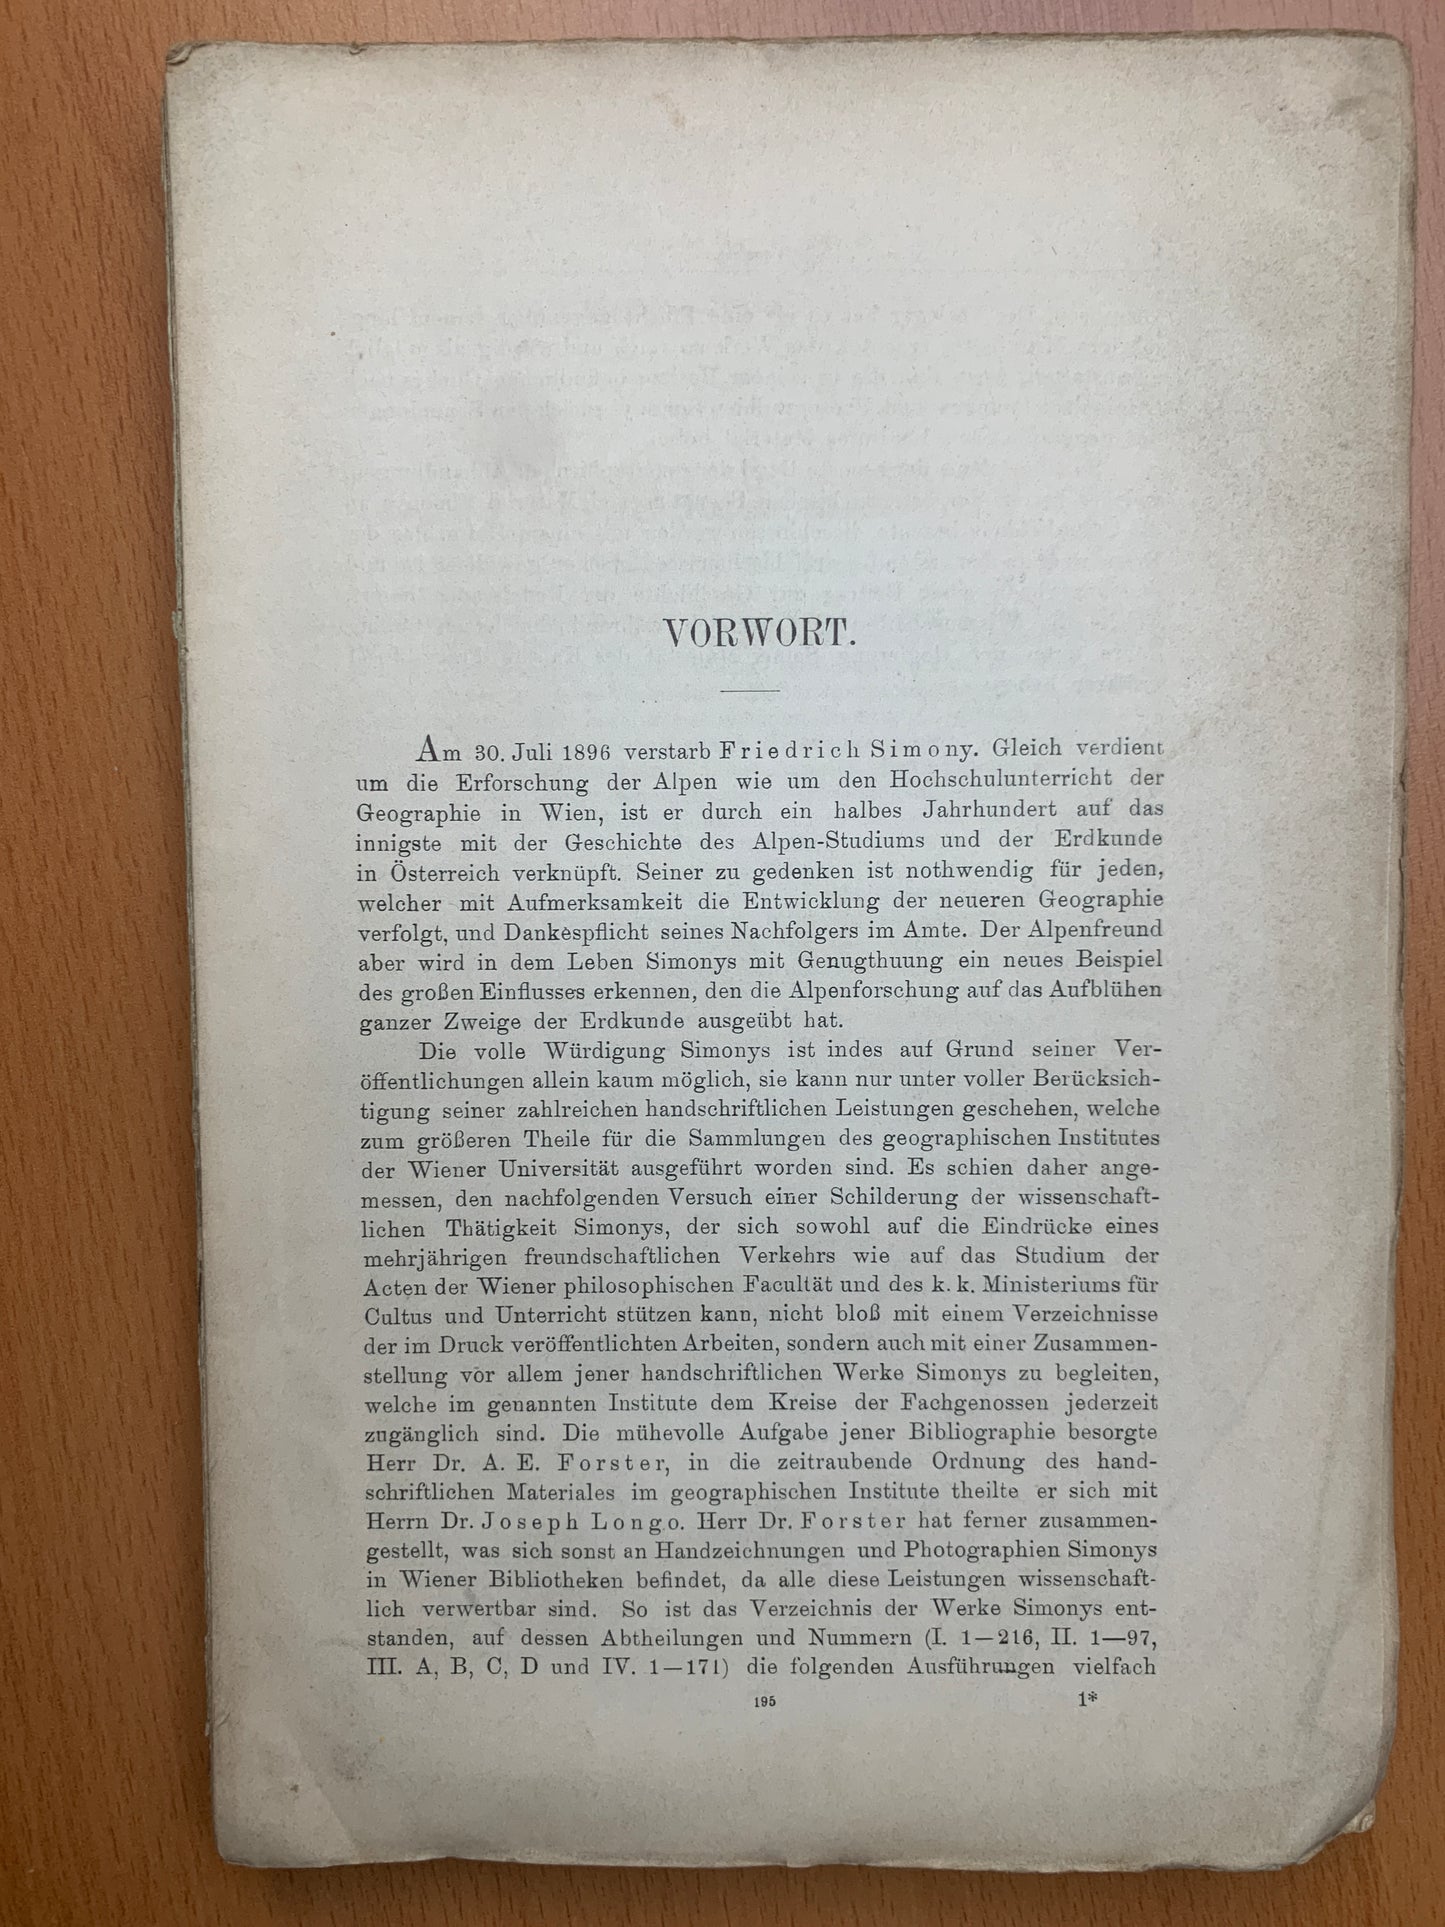 VORWORT.
Am 30. Juli 1896 verstarb Friedrich Simony. Gleich verdient
um die Erforschung der Alpen wie um den Hochschulunterricht der
Geographie in Wien, ist er durch ein halbes Jahrhundert auf das
innigste mit der Geschichte des Alpen-Studiums und der Erdkunde
in Österreich verknüpft. Seiner zu gedenken ist nothwendig für jeden,
welcher mit Aufmerksamkeit die Entwicklung der neueren Geographie
verfolgt, und Dankespflicht seines Nachfolgers im Amte. Der Alpenfreund
aber wird in dem Leben Simonys mit Genugthuung ein neues Beispiel
des großen Einflusses erkennen, den die Alpenforschung auf das Aufblühen
ganzer Zweige der Erdkunde ausgeübt hat.
Die volle Würdigung Simonys ist indes auf Grund seiner Ver-
öffentlichungen allein kaum möglich, sie kann nur unter voller Berücksich-
tigung seiner zahlreichen handschriftlichen Leistungen geschehen, welche
zum größeren Theile für die Sammlungen des geographischen Institutes
der Wiener Universität ausgeführt worden sind. Es schien daher ange-
messen, den nachfolgenden Versuch einer Schilderung der wissenschaft-
lichen Thätigkeit Simonys, der sich sowohl auf die Eindrücke eines
mehrjährigen freundschaftlichen Verkehrs wie auf das Studium der
Acten der Wiener philosophischen Facultät und des k. k. Ministeriums für
Cultus und Unterricht stützen kann, nicht bloß mit einem Verzeichnisse
der im Druck veröffentlichten Arbeiten, sondern auch mit einer Zusammen-
stellung vor allem jener handschriftlichen Werke Simonys zu begleiten,
welche im genannten Institute dem Kreise der Fachgenossen jederzeit
zugänglich sind. Die mühevolle Aufgabe jener Bibliographie besorgte
Herr Dr. A. E. Forster, in die zeitraubende Ordnung des hand-
schriftlichen Materiales im geographischen Institute theilte er sich mit
Herrn Dr. Joseph Longo. Herr Dr. Forster hat ferner zusammen-
gestellt, was sich sonst an Handzeichnungen und Photographien Simonys
in Wiener Bibliotheken befindet, da alle diese Leistungen wissenschaft-
lich verwertbar sind. So ist das Verzeichnis der Werke Simonys ent-
standen, auf dessen Abtheilungen und Nummern (I. 1—216, II. 1—97,
III. A, B, C, D und IV. 1—171) die folgenden Ausführungen vielfach
195 1*